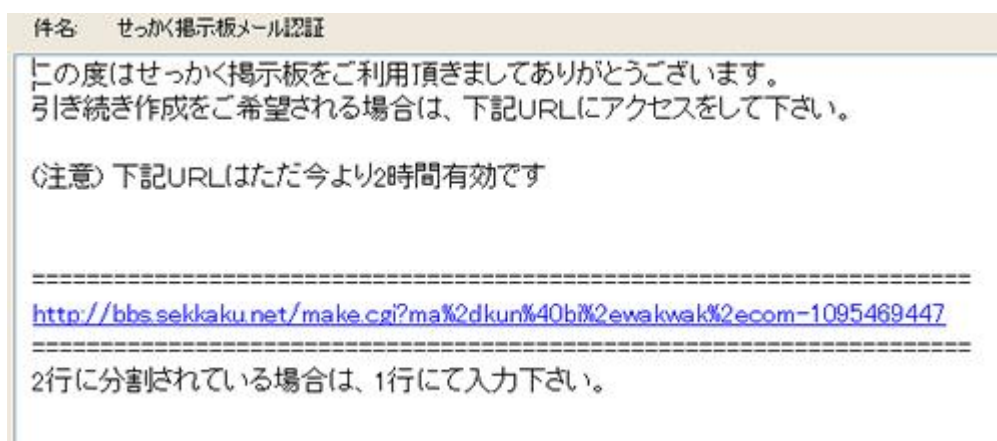 件名: せっかく掲示板メール認証
この度はせっかく掲示板をご利用頂きましてありがとうございます。
引き続き作成をご希望される場合は、下記URLにアクセスをして下さい。
(注意) 下記URLはただ今より2時間有効です
=====================================================================
http://bbs.sekkaku.net/make.cgi?ma%2dkun%40bi%2ewakwak%2ecom-1095469447
=====================================================================
2行に分割されている場合は、1行にて入力下さい。